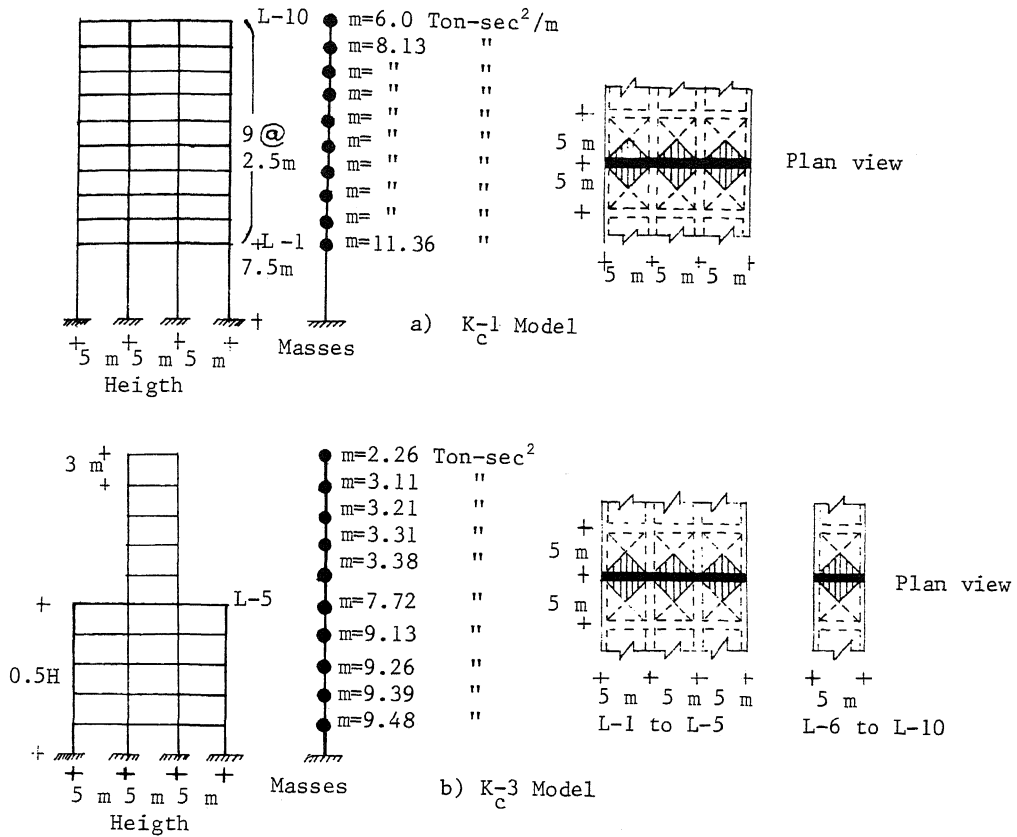 L-10
m=6.0 Ton-sec²/m
m=8.13 "
m= " "
m= " "
m= " "
m= " "
m= " "
m= " "
m= " "
m=11.36 "
9 @
2.5m
L-1
7.5m
5 m 5 m 5 m
Heigth
Masses
5 m
5 m
5 m 5 m 5 m
Plan view
a) K_c-1 Model
3 m
m=2.26 Ton-sec²
m=3.11 "
m=3.21 "
m=3.31 "
m=3.38 "
L-5
m=7.72 "
m=9.13 "
m=9.26 "
m=9.39 "
m=9.48 "
0.5H
5 m 5 m 5 m
Heigth
Masses
5 m
5 m
5 m 5 m 5 m
L-1 to L-5
5 m
L-6 to L-10
Plan view
b) K_c-3 Model